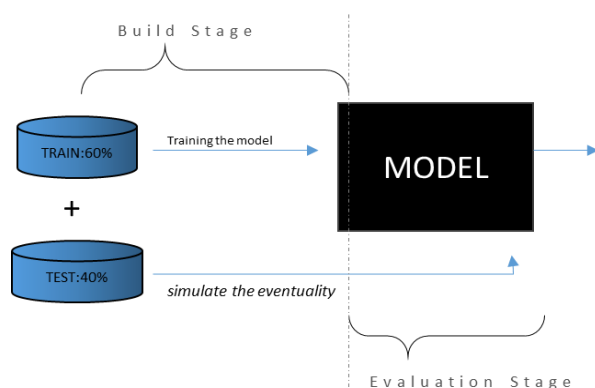 Build Stage
TRAIN:60%
Training the model
MODEL
+
TEST:40%
simulate the eventuality
Evaluation Stage